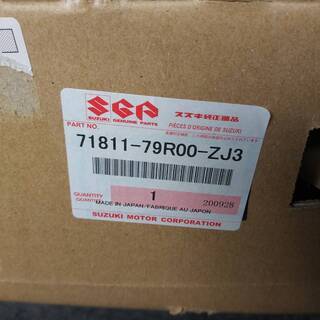 SGP スズキ純正部品
SUZUKI GENUINE PARTS PIÈCES D'ORIGINE DE SUZUKI
PART NO.
71811-79R00-ZJ3
QUANTITY 1 200928
MADE IN JAPAN/FABRIQUE AU JAPON
SUZUKI MOTOR CORPORATION